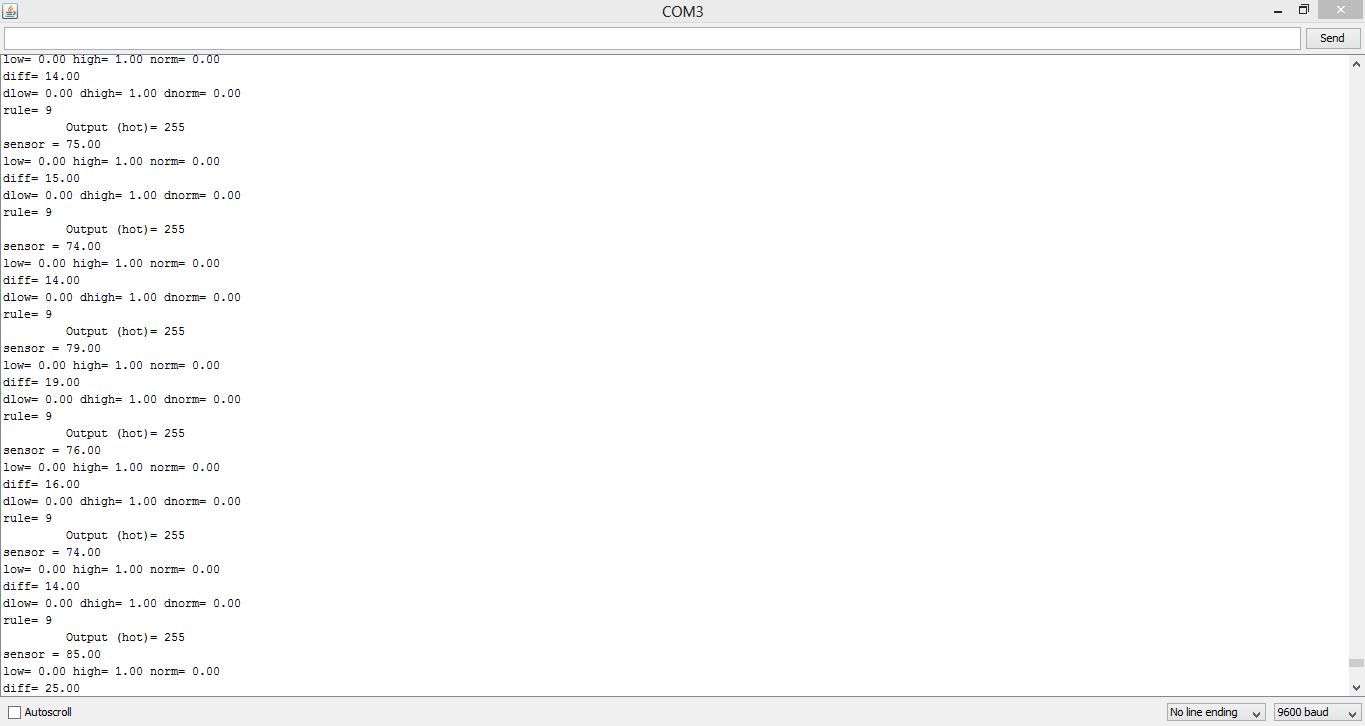 COM3
Send
low= 0.00 high= 1.00 norm= 0.00
diff= 14.00
dlow= 0.00 dhigh= 1.00 dnorm= 0.00
rule= 9
Output (hot)= 255
sensor = 75.00
low= 0.00 high= 1.00 norm= 0.00
diff= 15.00
dlow= 0.00 dhigh= 1.00 dnorm= 0.00
rule= 9
Output (hot)= 255
sensor = 74.00
low= 0.00 high= 1.00 norm= 0.00
diff= 14.00
dlow= 0.00 dhigh= 1.00 dnorm= 0.00
rule= 9
Output (hot)= 255
sensor = 79.00
low= 0.00 high= 1.00 norm= 0.00
diff= 19.00
dlow= 0.00 dhigh= 1.00 dnorm= 0.00
rule= 9
Output (hot)= 255
sensor = 76.00
low= 0.00 high= 1.00 norm= 0.00
diff= 16.00
dlow= 0.00 dhigh= 1.00 dnorm= 0.00
rule= 9
Output (hot)= 255
sensor = 74.00
low= 0.00 high= 1.00 norm= 0.00
diff= 14.00
dlow= 0.00 dhigh= 1.00 dnorm= 0.00
rule= 9
Output (hot)= 255
sensor = 85.00
low= 0.00 high= 1.00 norm= 0.00
diff= 25.00
Autoscroll
No line ending
9600 baud